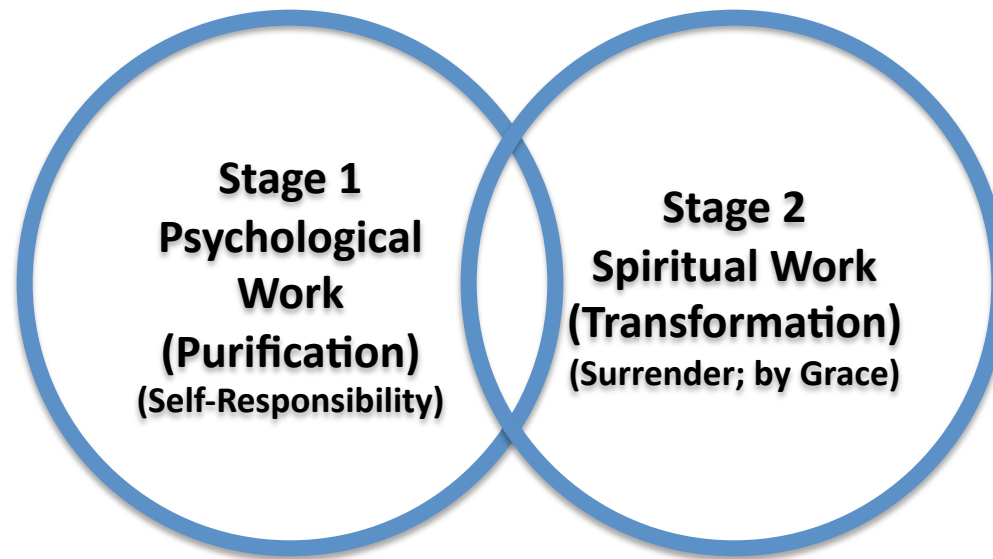 Stage 1
Psychological
Work
(Purification)
(Self-Responsibility)
Stage 2
Spiritual Work
(Transformation)
(Surrender; by Grace)